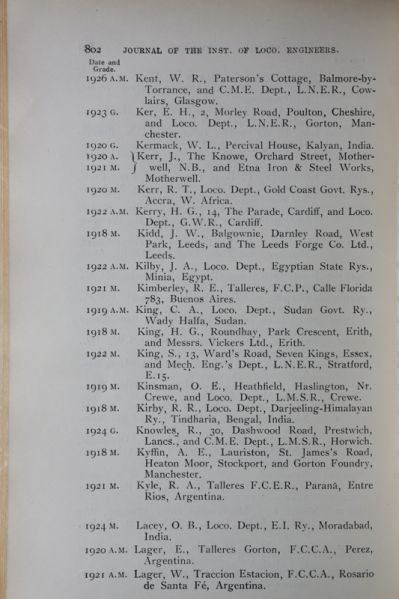 802 JOURNAL OF THE INST. OF LOCO. ENGINEERS.
Date and
Grade.
1926 A.M. Kent, W. R., Paterson's Cottage, Balmore-by-
Torrance, and C.M.E. Dept., L.N.E.R., Cow-
lairs, Glasgow.
1923 G. Ker, E. H., 2, Morley Road, Poulton, Cheshire,
and Loco. Dept., L.N.E.R., Gorton, Man-
chester.
1920 G. Kermack, W. L., Percival House, Kalyan, India.
1920 A. } Kerr, J., The Knowe, Orchard Street, Mother-
1921 M. } well, N.B., and Etna Iron & Steel Works,
Motherwell.
1920 M. Kerr, R. T., Loco. Dept., Gold Coast Govt. Rys.,
Accra, W. Africa.
1922 A.M. Kerry, H. G., 14, The Parade, Cardiff, and Loco.
Dept., G.W.R., Cardiff.
1918 M. Kidd, J. W., Balgownie, Darnley Road, West
Park, Leeds, and The Leeds Forge Co. Ltd.,
Leeds.
1922 A.M. Kilby, J. A., Loco. Dept., Egyptian State Rys.,
Minia, Egypt.
1921 M. Kimberley, R. E., Talleres, F.C.P., Calle Florida
783, Buenos Aires.
1919 A.M. King, C. A., Loco. Dept., Sudan Govt. Ry.,
Wady Halfa, Sudan.
1918 M. King, H. G., Roundhay, Park Crescent, Erith,
and Messrs. Vickers Ltd., Erith.
1922 M. King, S., 13, Ward's Road, Seven Kings, Essex,
and Mech. Eng.'s Dept., L.N.E.R., Stratford,
E.15.
1919 M. Kinsman, O. E., Heathfield, Haslington, Nr.
Crewe, and Loco. Dept., L.M.S.R., Crewe.
1918 M. Kirby, R. R., Loco. Dept., Darjeeling-Himalayan
Ry., Tindharia, Bengal, India.
1924 G. Knowles, R., 30, Dashwood Road, Prestwich,
Lancs., and C.M.E. Dept., L.M.S.R., Horwich.
1918 M. Kyffin, A. E., Lauriston, St. James's Road,
Heaton Moor, Stockport, and Gorton Foundry,
Manchester.
1921 M. Kyle, R. A., Talleres F.C.E.R., Paraná, Entre
Rios, Argentina.
1924 M. Lacey, O. B., Loco. Dept., E.I. Ry., Moradabad,
India.
1920 A.M. Lager, E., Talleres Gorton, F.C.C.A., Perez,
Argentina.
1921 A.M. Lager, W., Traccion Estacion, F.C.C.A., Rosario
de Santa Fé, Argentina.